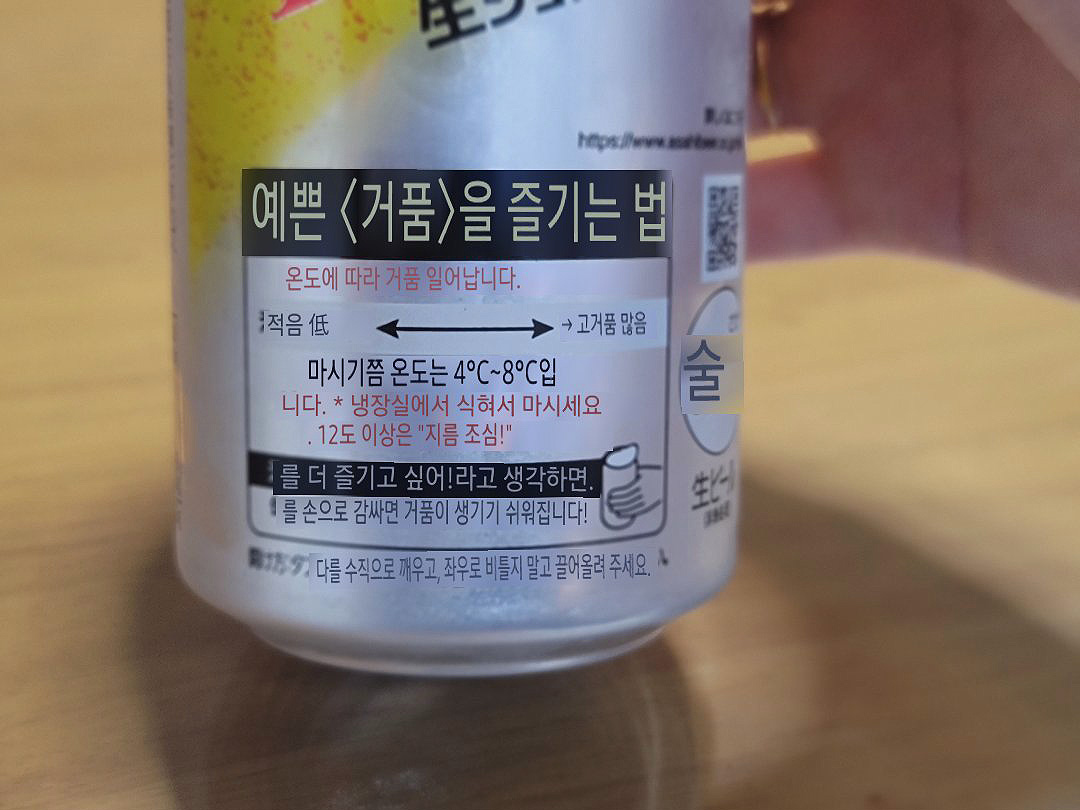 生ジョ
https://www.asahibeer.co.jp
예쁜 〈거품〉을 즐기는 법
온도에 따라 거품 일어납니다.
적음 低 → 고거품 많음
마시기쯤 온도는 4°C~8°C입
니다. * 냉장실에서 식혀서 마시세요
. 12도 이상은 "지름 조심!"
를 더 즐기고 싶어!라고 생각하면.
를 손으로 감싸면 거품이 생기기 쉬워집니다!
다를 수직으로 깨우고, 좌우로 비틀지 말고 끌어올려 주세요.
술
生ビール